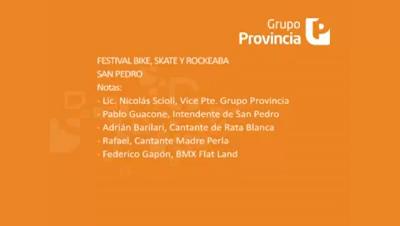 Grupo
Provincia
FESTIVAL BIKE, SKATE Y ROCKEABA
SAN PEDRO
Notas:
- Lic. Nicolás Scioli, Vice Pte. Grupo Provincia
- Pablo Guacone, Intendente de San Pedro
- Adrián Barilari, Cantante de Rata Blanca
- Rafael, Cantante Madre Perla
- Federico Gapón, BMX Flat Land